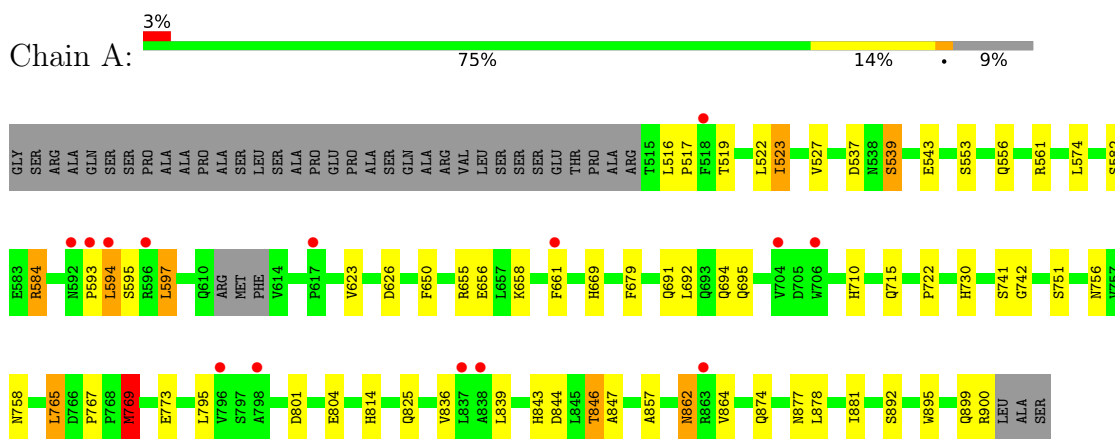 3%
Chain A:
75% 14% • 9%
GLY SER ARG ALA GLN SER SER PRO ALA ALA PRO ALA SER LEU SER ALA PRO GLU PRO ALA SER GLN ALA ARG VAL LEU SER SER SER GLU THR PRO ALA ARG T515 L516 P517 F518 T519 L522 I523 V527 D537 N538 S539 E543 S553 Q556 R561 L574 S582
E583 R584 N592 P593 L594 S595 R596 L597 Q610 ARG MET PHE V614 P617 V623 D626 F650 R655 E656 L657 K658 F661 H669 F679 Q691 L692 Q693 Q694 Q695 V704 D705 W706 H710 Q715 P722 H730 S741 G742 S751 N756 V757
N758 L765 D766 P767 P768 M769 E773 L795 V796 S797 A798 D801 E804 H814 Q825 V836 L837 A838 L839 H843 D844 L845 T846 A847 A857 N862 R863 V864 Q874 N877 L878 I881 S892 W895 Q899 R900 LEU ALA SER